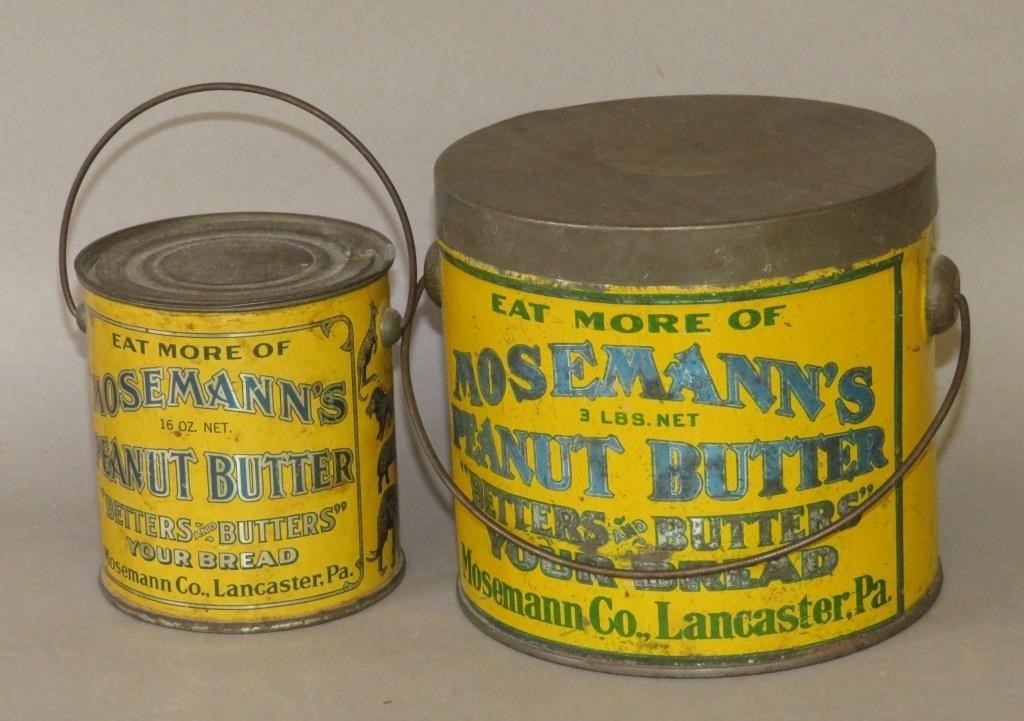 EAT MORE OF
MOSEMANN'S
16 OZ. NET.
PEANUT BUTTER
"BETTERS AND BUTTERS"
YOUR BREAD
Mosemann Co., Lancaster, Pa.
EAT MORE OF
MOSEMANN'S
3 LBS. NET
PEANUT BUTTER
"BETTERS AND BUTTERS"
YOUR BREAD
Mosemann Co., Lancaster, Pa.